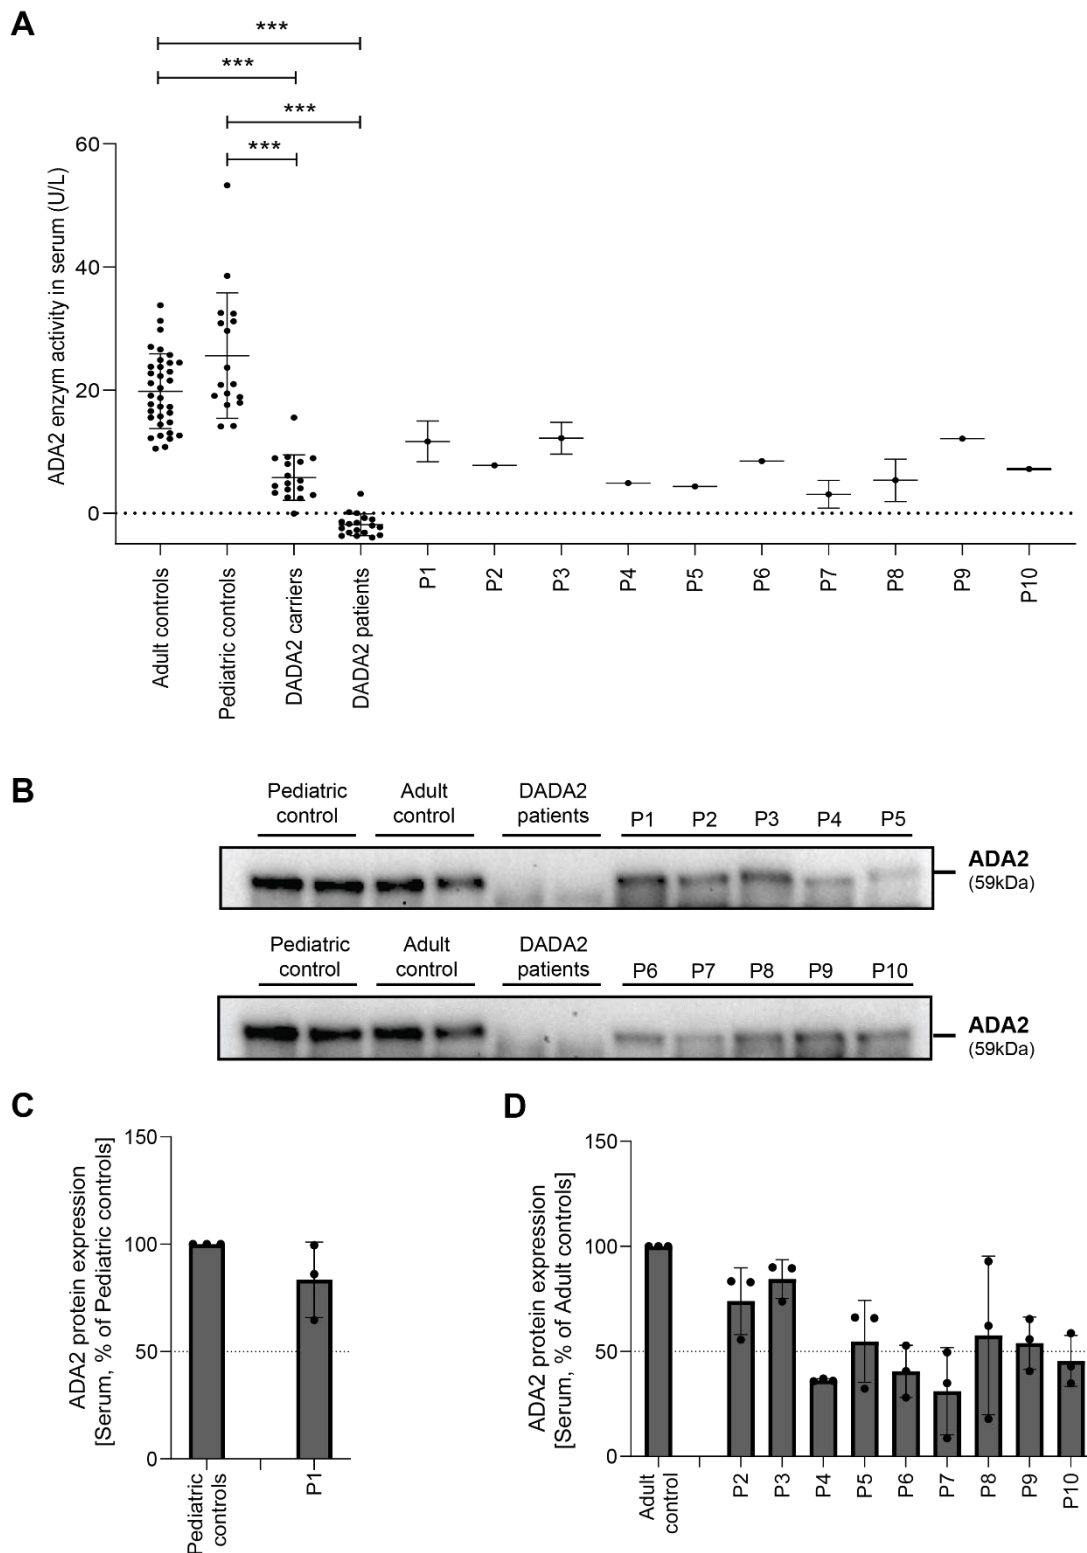 A
***
***
***
***
ADA2 enzym activity in serum (U/L)
60
40
20
0
Adult controls
Pediatric controls
DADA2 carriers
DADA2 patients
P1
P2
P3
P4
P5
P6
P7
P8
P9
P10
B
Pediatric
control
Adult
control
DADA2
patients
P1 P2 P3 P4 P5
ADA2
(59kDa)
Pediatric
control
Adult
control
DADA2
patients
P6 P7 P8 P9 P10
ADA2
(59kDa)
C
ADA2 protein expression
[Serum, % of Pediatric controls]
150
100
50
0
Pediatric
controls
P1
D
ADA2 protein expression
[Serum, % of Adult controls]
150
100
50
0
Adult
control
P2
P3
P4
P5
P6
P7
P8
P9
P10